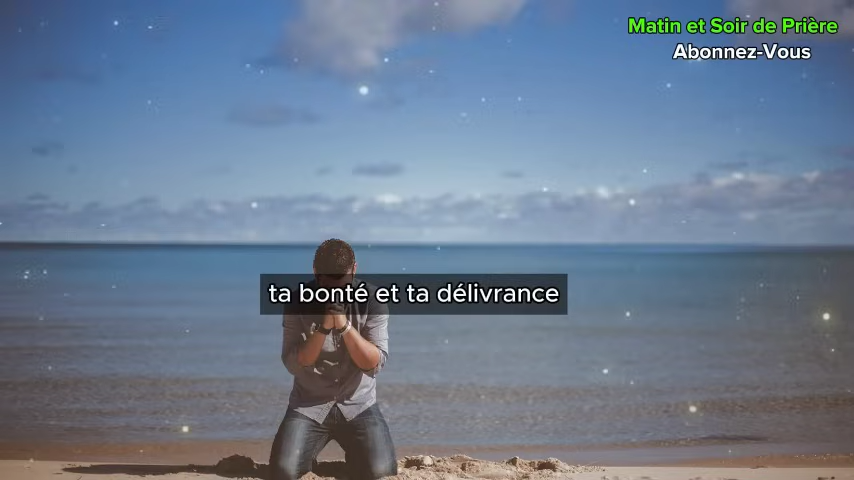 Matin et Soir de Prière
Abonnez-Vous
ta bonté et ta délivrance